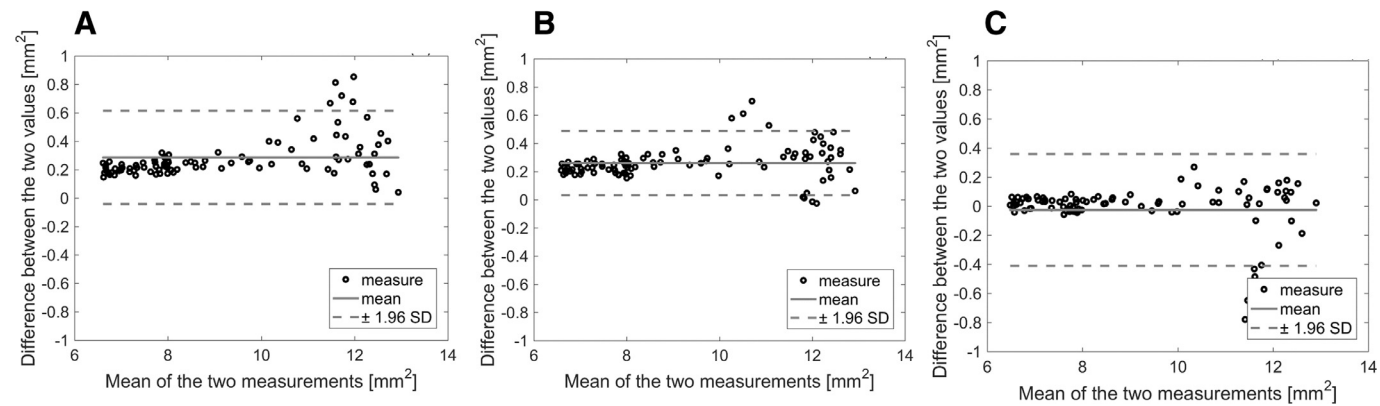 A
Difference between the two values [mm²]
1
0.8
0.6
0.4
0.2
0
-0.2
-0.4
-0.6
-0.8
-1
measure
mean
± 1.96 SD
6
8
10
12
14
Mean of the two measurements [mm²]
B
Difference between the two values [mm²]
1
0.8
0.6
0.4
0.2
0
-0.2
-0.4
-0.6
-0.8
-1
measure
mean
± 1.96 SD
6
8
10
12
14
Mean of the two measurements [mm²]
C
Difference between the two values [mm²]
1
0.8
0.6
0.4
0.2
0
-0.2
-0.4
-0.6
-0.8
-1
measure
mean
± 1.96 SD
6
8
10
12
14
Mean of the two measurements [mm²]